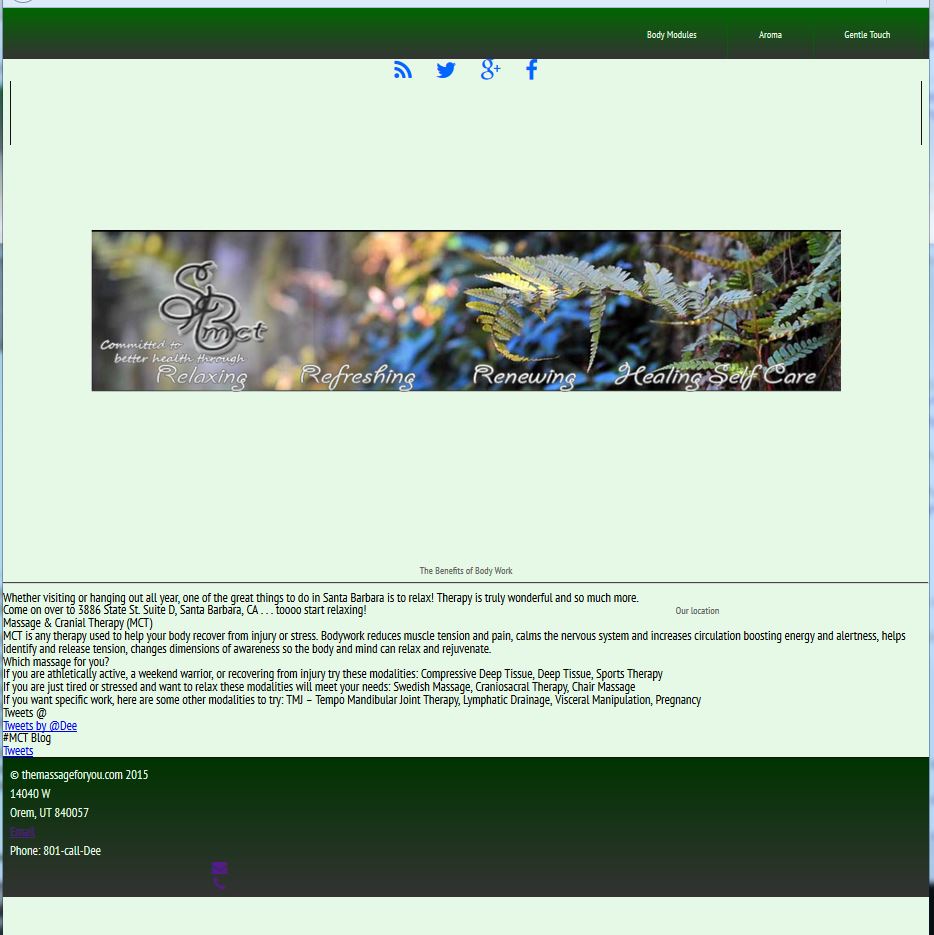 Body Modules
Aroma
Gentle Touch
SB
mct
Committed to
better health through
Relaxing Refreshing Renewing Healing Self Care
The Benefits of Body Work
Whether visiting or hanging out all year, one of the great things to do in Santa Barbara is to relax! Therapy is truly wonderful and so much more.
Come on over to 3886 State St. Suite D, Santa Barbara, CA . . . toooo start relaxing!
Our location
Massage & Cranial Therapy (MCT)
MCT is any therapy used to help your body recover from injury or stress. Bodywork reduces muscle tension and pain, calms the nervous system and increases circulation boosting energy and alertness, helps
identify and release tension, changes dimensions of awareness so the body and mind can relax and rejuvenate.
Which massage for you?
If you are athletically active, a weekend warrior, or recovering from injury try these modalities: Compressive Deep Tissue, Deep Tissue, Sports Therapy
If you are just tired or stressed and want to relax these modalities will meet your needs: Swedish Massage, Craniosacral Therapy, Chair Massage
If you want specific work, here are some other modalities to try: TMJ – Tempo Mandibular Joint Therapy, Lymphatic Drainage, Visceral Manipulation, Pregnancy
Tweets @
Tweets by @Dee
#MCT Blog
Tweets
© themassageforyou.com 2015
14040 W
Orem, UT 840057
Email
Phone: 801-call-Dee